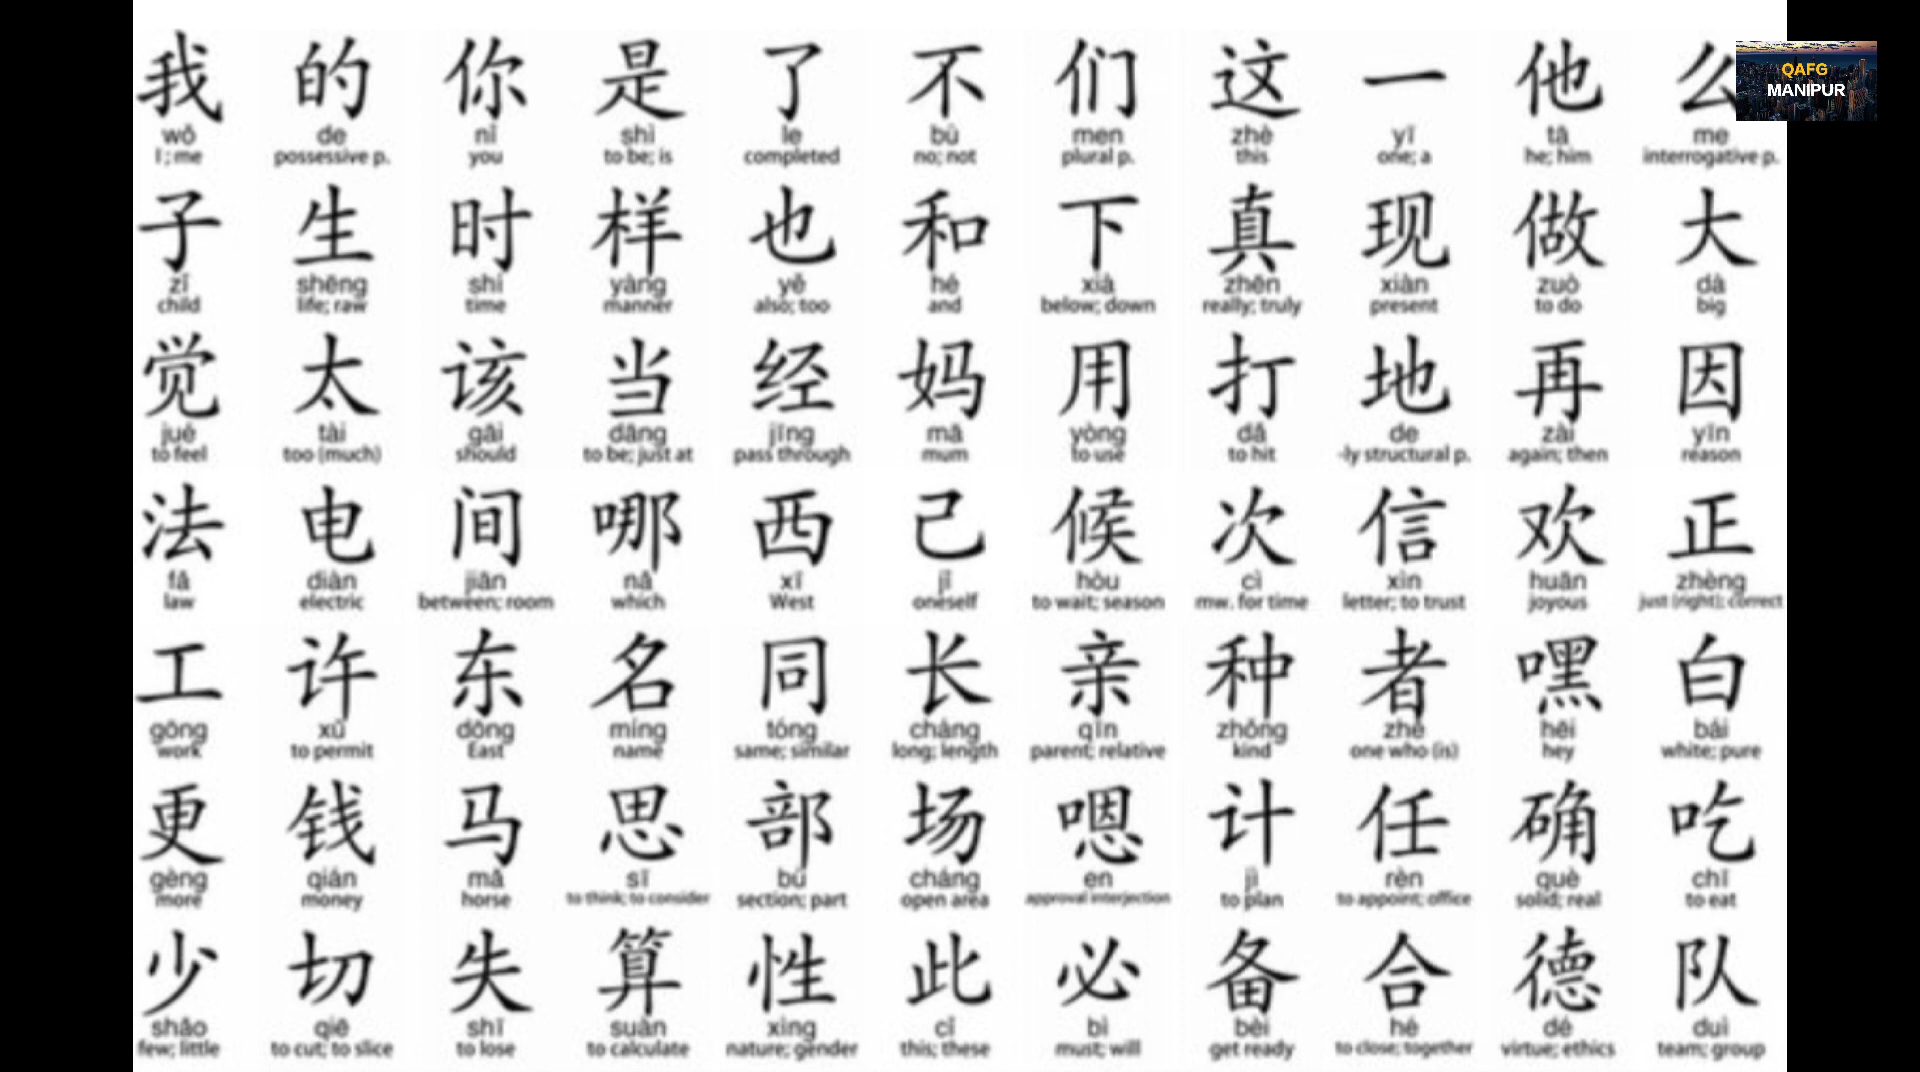 我 的 你 是 了 不 们 这 一 他 么
wǒ de nǐ shì le bù men zhè yī tā me
I ; me possessive p. you to be; is completed no; not plural p. this one; a he; him interrogative p.
QAFG
MANIPUR
子 生 时 样 也 和 下 真 现 做 大
zǐ shēng shí yàng yě hé xià zhēn xiàn zuò dà
child life; raw time manner also; too and below; down really; truly present to do big
觉 太 该 当 经 妈 用 打 地 再 因
jué tài gāi dāng jīng mā yòng dǎ de zài yīn
to feel too (much) should to be; just at pass through mum to use to hit -ly structural p. again; then reason
法 电 间 哪 西 己 候 次 信 欢 正
fǎ diàn jiān nǎ xī jǐ hòu cì xìn huān zhèng
law electric between; room which West oneself to wait; season mw. for time letter; to trust joyous just (right); correct
工 许 东 名 同 长 亲 种 者 嘿 白
gōng xǔ dōng míng tóng cháng qīn zhǒng zhě hēi bái
work to permit East name same; similar long; length parent; relative kind one who (is) hey white; pure
更 钱 马 思 部 场 嗯 计 任 确 吃
gèng qián mǎ sī bù cháng en jì rèn què chī
more money horse to think; to consider section; part open area approval interjection to plan to appoint; office solid; real to eat
少 切 失 算 性 此 必 备 合 德 队
shǎo qiē shī suàn xìng cǐ bì bèi hé dé duì
few; little to cut; to slice to lose to calculate nature; gender this; these must; will get ready to close; together virtue; ethics team; group